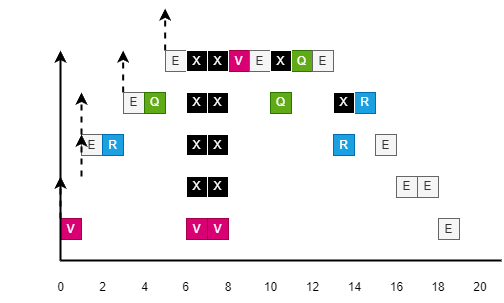 E X X V E X Q E
E Q X X Q X R
E R X X R E
X X E E
V V V E
0 2 4 6 8 10 12 14 16 18 20